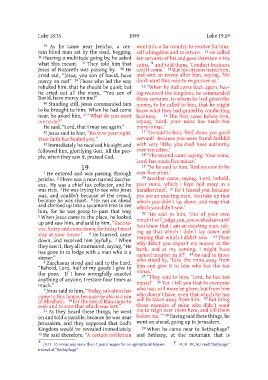 Luke 18:35 1099 Luke 19:29
35 As he came near Jericho, a certain
blind man sat by the road, begging.
36 Hearing a multitude going by, he asked
what this meant. 37 They told him that
Jesus of Nazareth was passing by. 38 He
cried out, "Jesus, you son of David, have
mercy on me!" 39 Those who led the way
rebuked him, that he should be quiet; but
he cried out all the more, "You son of
David, have mercy on me!"
40 Standing still, Jesus commanded him
to be brought to him. When he had come
near, he asked him, 41 "What do you want
me to do?"
He said, "Lord, that I may see again."
42 Jesus said to him, "Receive your sight.
Your faith has healed you."
43 Immediately he received his sight and
followed him, glorifying God. All the people,
when they saw it, praised God.
19
1 He entered and was passing through
Jericho. 2 There was a man named Zacchaeus.
He was a chief tax collector, and he
was rich. 3 He was trying to see who Jesus
was, and couldn't because of the crowd,
because he was short. 4 He ran on ahead
and climbed up into a sycamore tree to see
him, for he was going to pass that way.
5 When Jesus came to the place, he looked
up and saw him, and said to him, "Zacchaeus,
hurry and come down, for today I must
stay at your house." 6 He hurried, came
down, and received him joyfully. 7 When
they saw it, they all murmured, saying, "He
has gone in to lodge with a man who is a
sinner."
8 Zacchaeus stood and said to the Lord,
"Behold, Lord, half of my goods I give to
the poor. If I have wrongfully exacted
anything of anyone, I restore four times as
much."
9 Jesus said to him, "Today, salvation has
come to this house, because he also is a son
of Abraham. 10 For the Son of Man came to
seek and to save that which was lost."
11 As they heard these things, he went
on and told a parable, because he was near
Jerusalem, and they supposed that God's
Kingdom would be revealed immediately.
12 He said therefore, "A certain nobleman
went into a far country to receive for himself
a kingdom and to return. 13 He called
ten servants of his and gave them ten mina
coins, and told them, 'Conduct business
until I come.' 14 But his citizens hated him,
and sent an envoy after him, saying, 'We
don't want this man to reign over us.'
15 "When he had come back again, having
received the kingdom, he commanded
these servants, to whom he had given the
money, to be called to him, that he might
know what they had gained by conducting
business. 16 The first came before him,
saying, 'Lord, your mina has made ten
more minas.'
17 "He said to him, 'Well done, you good
servant! Because you were found faithful
with very little, you shall have authority
over ten cities.'
18 "The second came, saying, 'Your mina,
Lord, has made five minas.'
19 "So he said to him, 'And you are to be
over five cities.'
20 Another came, saying, 'Lord, behold,
your mina, which I kept laid away in a
handkerchief, 21 for I feared you, because
you are an exacting man. You take up that
which you didn't lay down, and reap that
which you didn't sow.'
22 "He said to him, 'Out of your own
mouth I will judge you, you wicked servant!
You knew that I am an exacting man, taking
up that which I didn't lay down and
reaping that which I didn't sow. 23 Then
why didn't you deposit my money in the
bank, and at my coming, I might have
earned interest on it?' 24 He said to those
who stood by, 'Take the mina away from
him and give it to him who has the ten
minas.'
25 "They said to him, 'Lord, he has ten
minas!' 26 'For I tell you that to everyone
who has, will more be given; but from him
who doesn't have, even that which he has
will be taken away from him. 27 But bring
those enemies of mine who didn't want
me to reign over them here, and kill them
before me.'" 28 Having said these things, he
went on ahead, going up to Jerusalem.
29 When he came near to Bethsphage
and Bethany, at the mountain that is